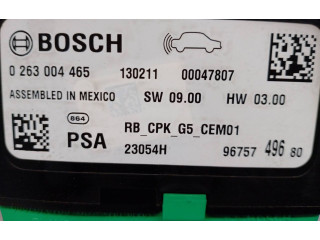 BOSCH
0 263 004 465 130211 00047807
ASSEMBLED IN MEXICO SW 09.00 HW 03.00
864 RB_CPK_G5_CEM01
PSA 23054H 96757 496 80